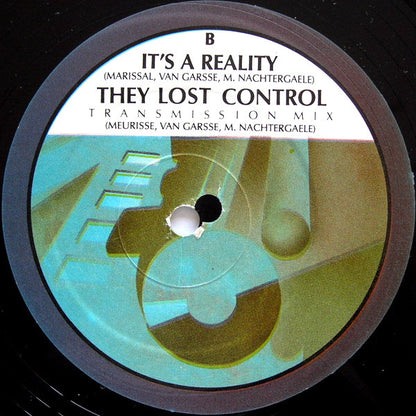 B
IT'S A REALITY
(MARISSAL, VAN GARSSE, M. NACHTERGAELE)
THEY LOST CONTROL
TRANSMISSION MIX
(MEURISSE, VAN GARSSE, M. NACHTERGAELE)